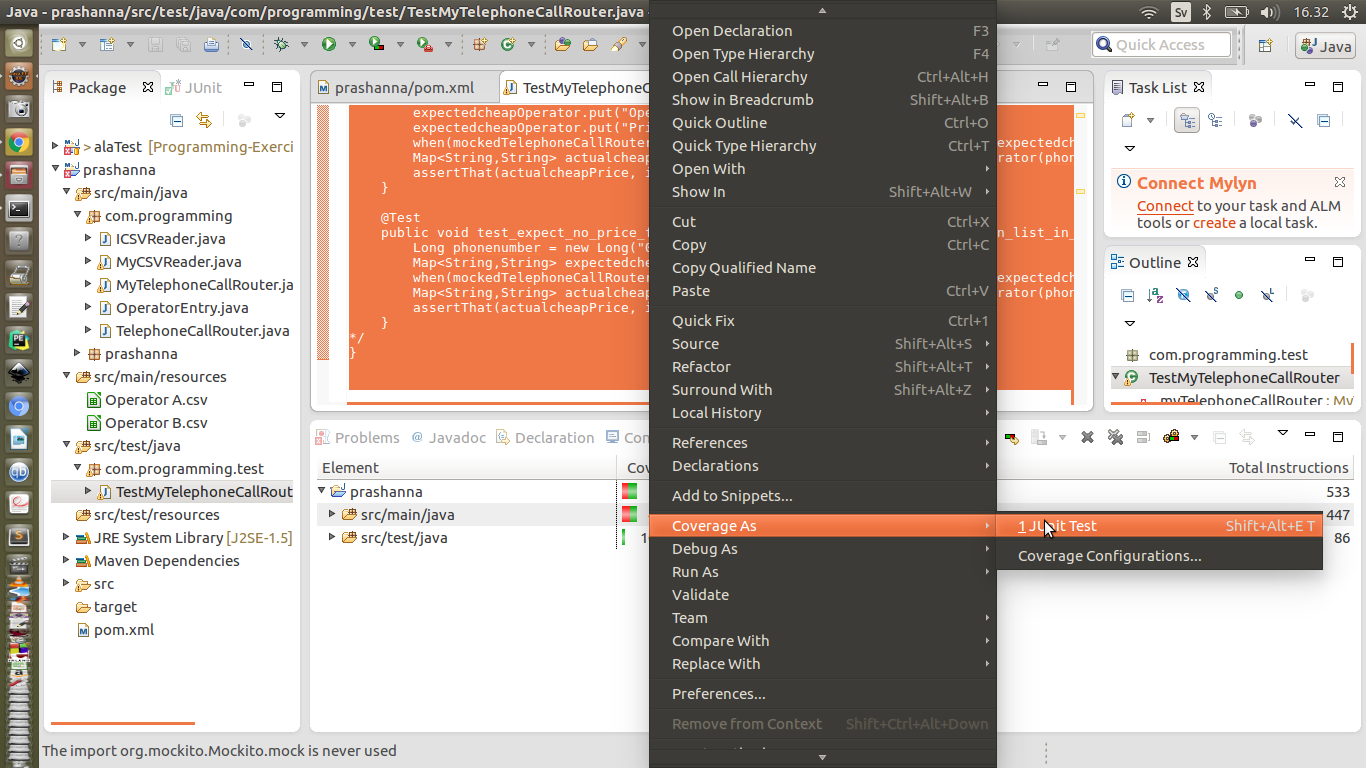 Java - prashanna/src/test/java/com/programming/test/TestMyTelephoneCallRouter.java -
Sv
16.32
Quick Access
Java
Package
JUnit
> alaTest [Programming-Exerci
prashanna
src/main/java
com.programming
ICSVReader.java
MyCSVReader.java
MyTelephoneCallRouter.ja
OperatorEntry.java
TelephoneCallRouter.java
prashanna
src/main/resources
Operator A.csv
Operator B.csv
src/test/java
com.programming.test
TestMyTelephoneCallRout
src/test/resources
JRE System Library [J2SE-1.5]
Maven Dependencies
src
target
pom.xml
prashanna/pom.xml
TestMyTelephoneC
expectedcheapOperator.put("Ope
expectedcheapOperator.put("Pri
when(mockedTelephoneCallRouter
expectedch
Map<String,String> actualcheap
rator(phon
assertThat(actualcheapPrice, i
}
@Test
public void test_expect_no_price_f
n_list_in_
Long phonenumber = new Long("0
Map<String,String> expectedche
when(mockedTelephoneCallRouter
expectedch
Map<String,String> actualcheap
rator(phon
assertThat(actualcheapPrice, i
}
*/
}
Open Declaration F3
Open Type Hierarchy F4
Open Call Hierarchy Ctrl+Alt+H
Show in Breadcrumb Shift+Alt+B
Quick Outline Ctrl+O
Quick Type Hierarchy Ctrl+T
Open With
Show In Shift+Alt+W
Cut Ctrl+X
Copy Ctrl+C
Copy Qualified Name
Paste Ctrl+V
Quick Fix Ctrl+1
Source Shift+Alt+S
Refactor Shift+Alt+T
Surround With Shift+Alt+Z
Local History
References
Declarations
Add to Snippets...
Coverage As
Debug As
Run As
Validate
Team
Compare With
Replace With
Preferences...
Remove from Context Shift+Ctrl+Alt+Down
1 JUnit Test Shift+Alt+E T
Coverage Configurations...
Task List
Connect Mylyn
Connect to your task and ALM
tools or create a local task.
Outline
com.programming.test
TestMyTelephoneCallRouter
myTelephoneCallRouter : My
Problems
Javadoc
Declaration
Con
Element
Cov
Total Instructions
prashanna
533
src/main/java
447
src/test/java
1
86
The import org.mockito.Mockito.mock is never used